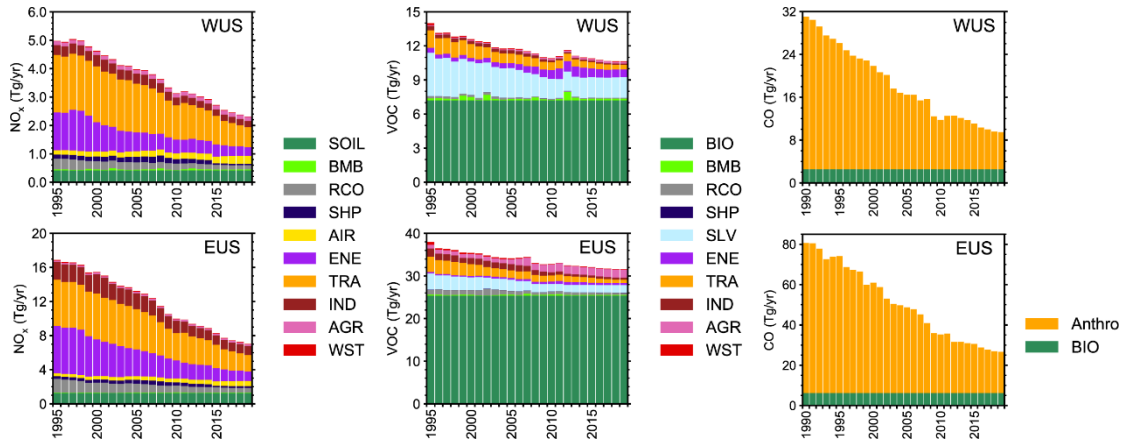 WUS
NOx (Tg/yr)
6.0
5.0
4.0
3.0
2.0
1.0
0.0
1995
2000
2005
2010
2015
EUS
NOx (Tg/yr)
20
16
12
8
4
0
1995
2000
2005
2010
2015
SOIL
BMB
RCO
SHP
AIR
ENE
TRA
IND
AGR
WST
WUS
VOC (Tg/yr)
15
12
9
6
3
0
1995
2000
2005
2010
2015
EUS
VOC (Tg/yr)
40
30
20
10
0
1995
2000
2005
2010
2015
BIO
BMB
RCO
SHP
SLV
ENE
TRA
IND
AGR
WST
WUS
CO (Tg/yr)
32
24
16
8
0
1990
1995
2000
2005
2010
2015
EUS
CO (Tg/yr)
80
60
40
20
0
1990
1995
2000
2005
2010
2015
Anthro
BIO